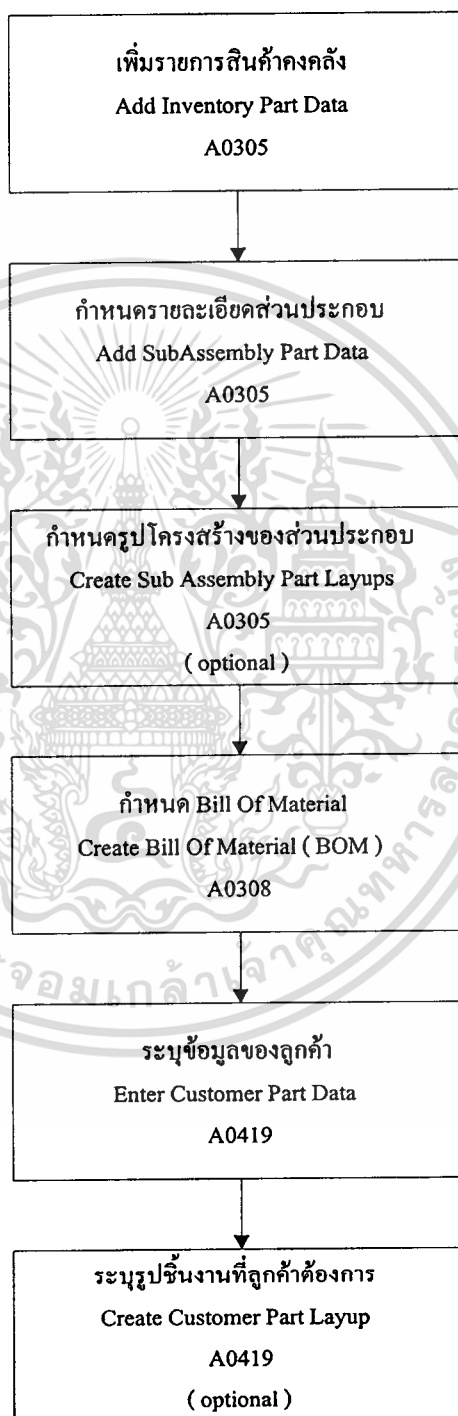 เพิ่มรายการสินค้าคงคลัง
Add Inventory Part Data
A0305
กำหนดรายละเอียดส่วนประกอบ
Add SubAssembly Part Data
A0305
กำหนดรูปโครงสร้างของส่วนประกอบ
Create Sub Assembly Part Layups
A0305
( optional )
กำหนด Bill Of Material
Create Bill Of Material ( BOM )
A0308
ระบุข้อมูลของลูกค้า
Enter Customer Part Data
A0419
ระบุรูปชิ้นงานที่ลูกค้าต้องการ
Create Customer Part Layup
A0419
( optional )